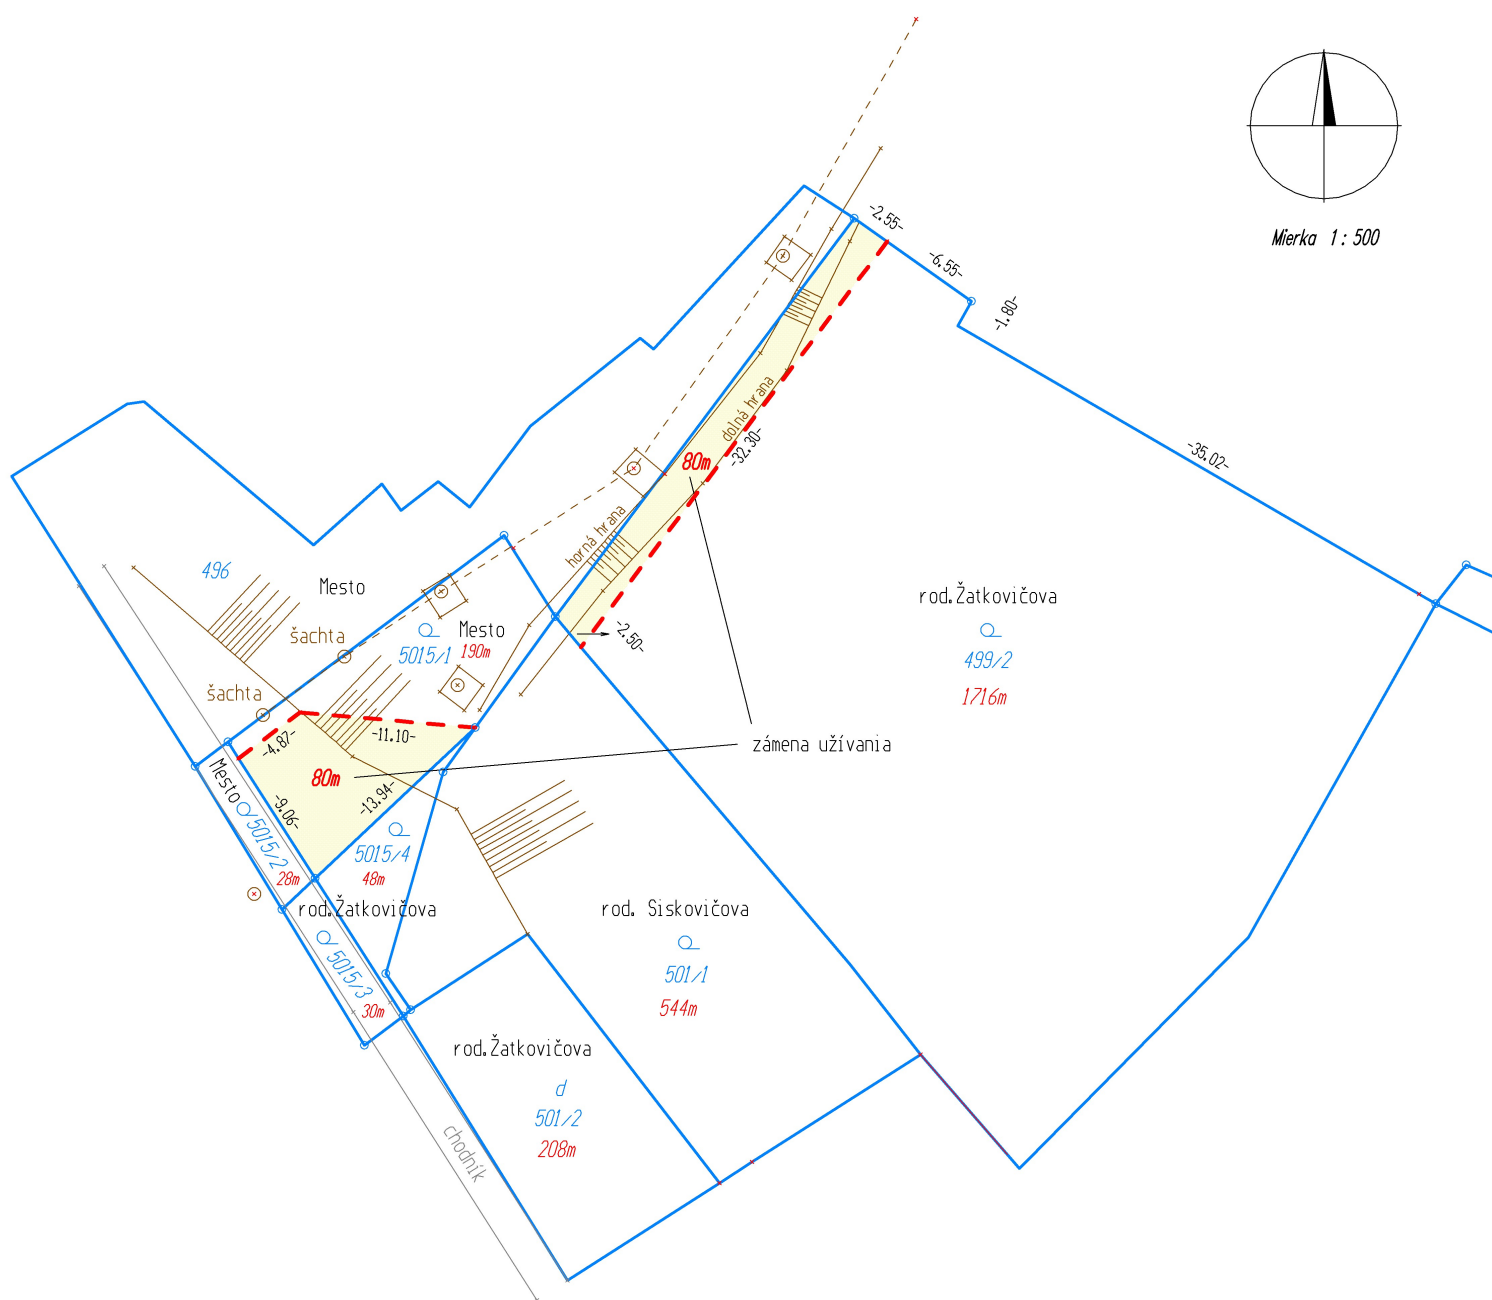 -2.55-
-6.55-
-1.80-
Mierka 1:500
-35.02-
dolná hrana
-32.30-
80m
horná hrana
496
Mesto
šachta
Mesto
5015/1
190m
-2.50-
rod.Žatkovičova
499/2
1716m
šachta
-4.87-
-11.10-
zámena užívania
80m
Mesto
-9.06-
-13.94-
5015/2
28m
5015/4
48m
rod.Žatkovičova
rod. Siskovičova
501/1
544m
5015/3
30m
rod.Žatkovičova
d
501/2
208m
chodník